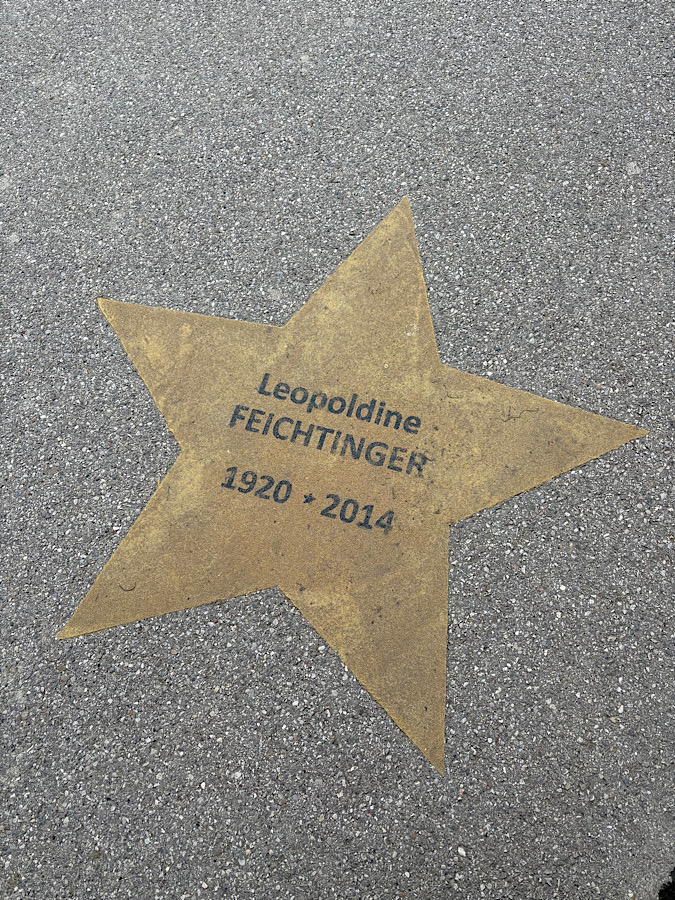 Leopoldine
FEICHTINGER
1920 * 2014